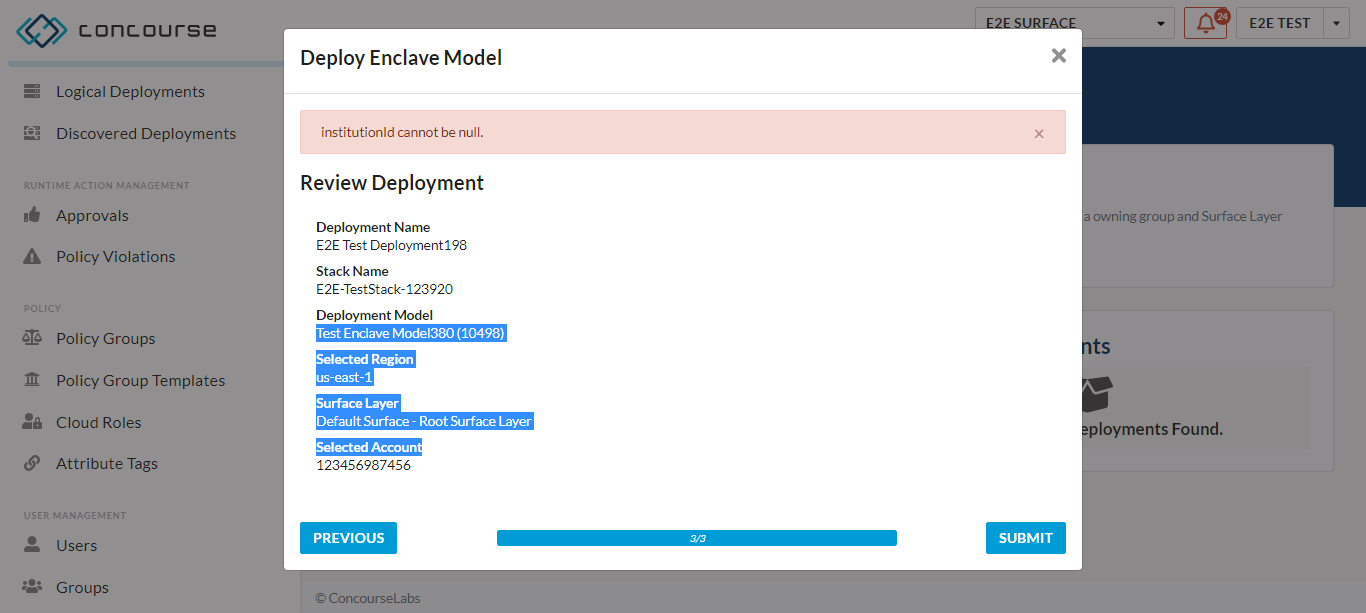 concourse
E2E SURFACE
24
E2E TEST
Logical Deployments
Discovered Deployments
RUNTIME ACTION MANAGEMENT
Approvals
Policy Violations
POLICY
Policy Groups
Policy Group Templates
Cloud Roles
Attribute Tags
USER MANAGEMENT
Users
Groups
Deploy Enclave Model
institutionId cannot be null.
Review Deployment
Deployment Name
E2E Test Deployment198
Stack Name
E2E-TestStack-123920
Deployment Model
Test Enclave Model380 (10498)
Selected Region
us-east-1
Surface Layer
Default Surface - Root Surface Layer
Selected Account
123456987456
PREVIOUS
3/3
SUBMIT
a owning group and Surface Layer
nts
eployments Found.
© ConcourseLabs